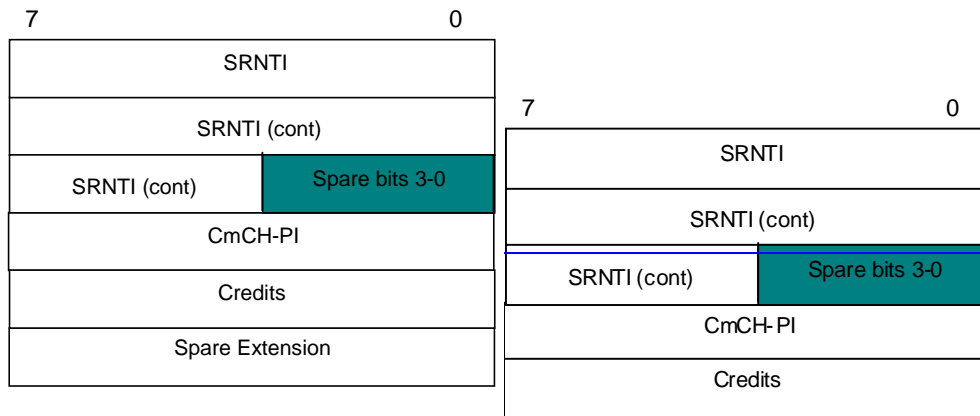 7 0
SRNTI
SRNTI (cont)
SRNTI (cont) Spare bits 3-0
CmCH-PI
Credits
Spare Extension
7 0
SRNTI
SRNTI (cont)
SRNTI (cont) Spare bits 3-0
CmCH-PI
Credits